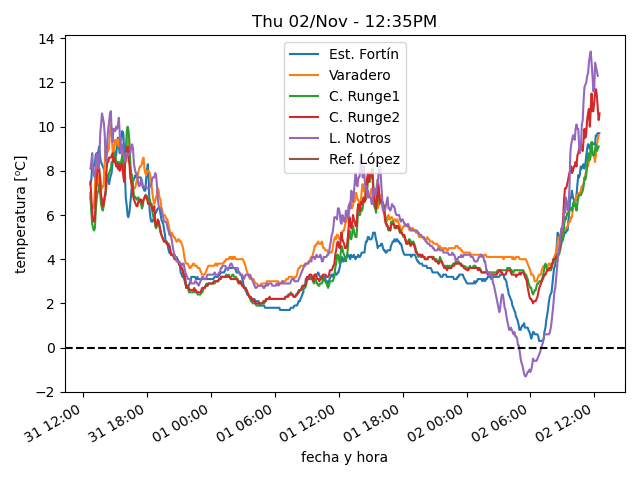 Thu 02/Nov - 12:35PM
14
12
10
8
6
4
2
0
−2
temperatura [ºC]
Est. Fortín
Varadero
C. Runge1
C. Runge2
L. Notros
Ref. López
31 12:00
31 18:00
01 00:00
01 06:00
01 12:00
01 18:00
02 00:00
02 06:00
02 12:00
fecha y hora